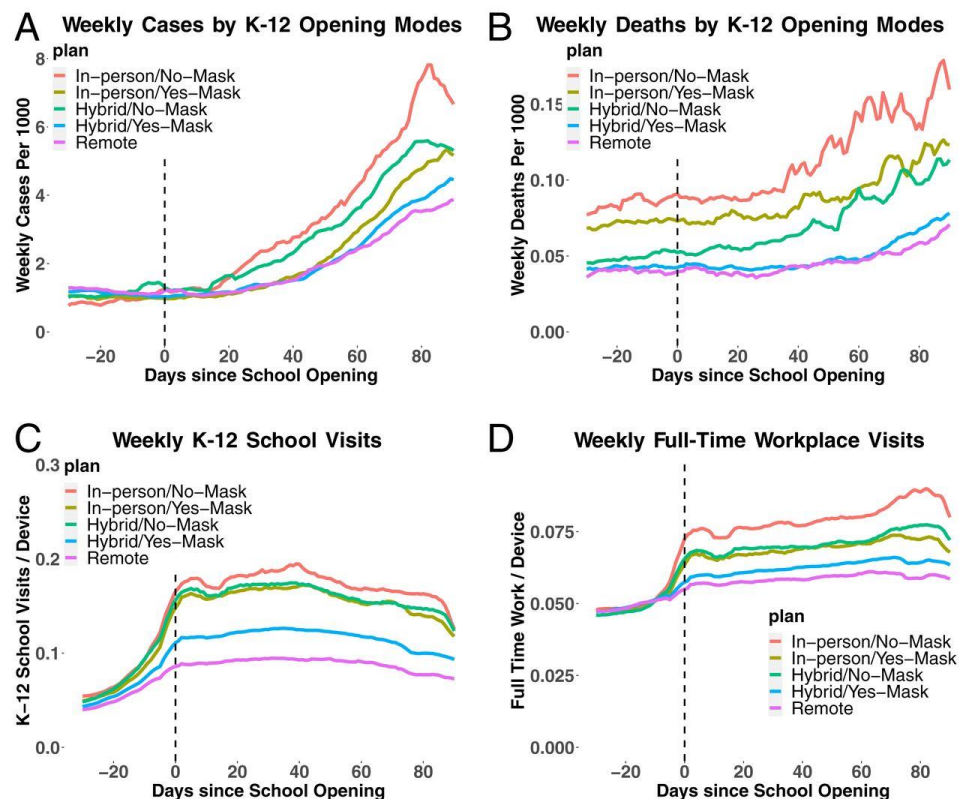 A Weekly Cases by K-12 Opening Modes
plan
In-person/No-Mask
In-person/Yes-Mask
Hybrid/No-Mask
Hybrid/Yes-Mask
Remote
Weekly Cases Per 1000
8
6
4
2
0
-20 0 20 40 60 80
Days since School Opening
B Weekly Deaths by K-12 Opening Modes
plan
In-person/No-Mask
In-person/Yes-Mask
Hybrid/No-Mask
Hybrid/Yes-Mask
Remote
Weekly Deaths Per 1000
0.15
0.10
0.05
0.00
-20 0 20 40 60 80
Days since School Opening
C Weekly K-12 School Visits
plan
In-person/No-Mask
In-person/Yes-Mask
Hybrid/No-Mask
Hybrid/Yes-Mask
Remote
K-12 School Visits / Device
0.3
0.2
0.1
0.0
-20 0 20 40 60 80
Days since School Opening
D Weekly Full-Time Workplace Visits
Full Time Work / Device
0.075
0.050
0.025
0.000
plan
In-person/No-Mask
In-person/Yes-Mask
Hybrid/No-Mask
Hybrid/Yes-Mask
Remote
-20 0 20 40 60 80
Days since School Opening